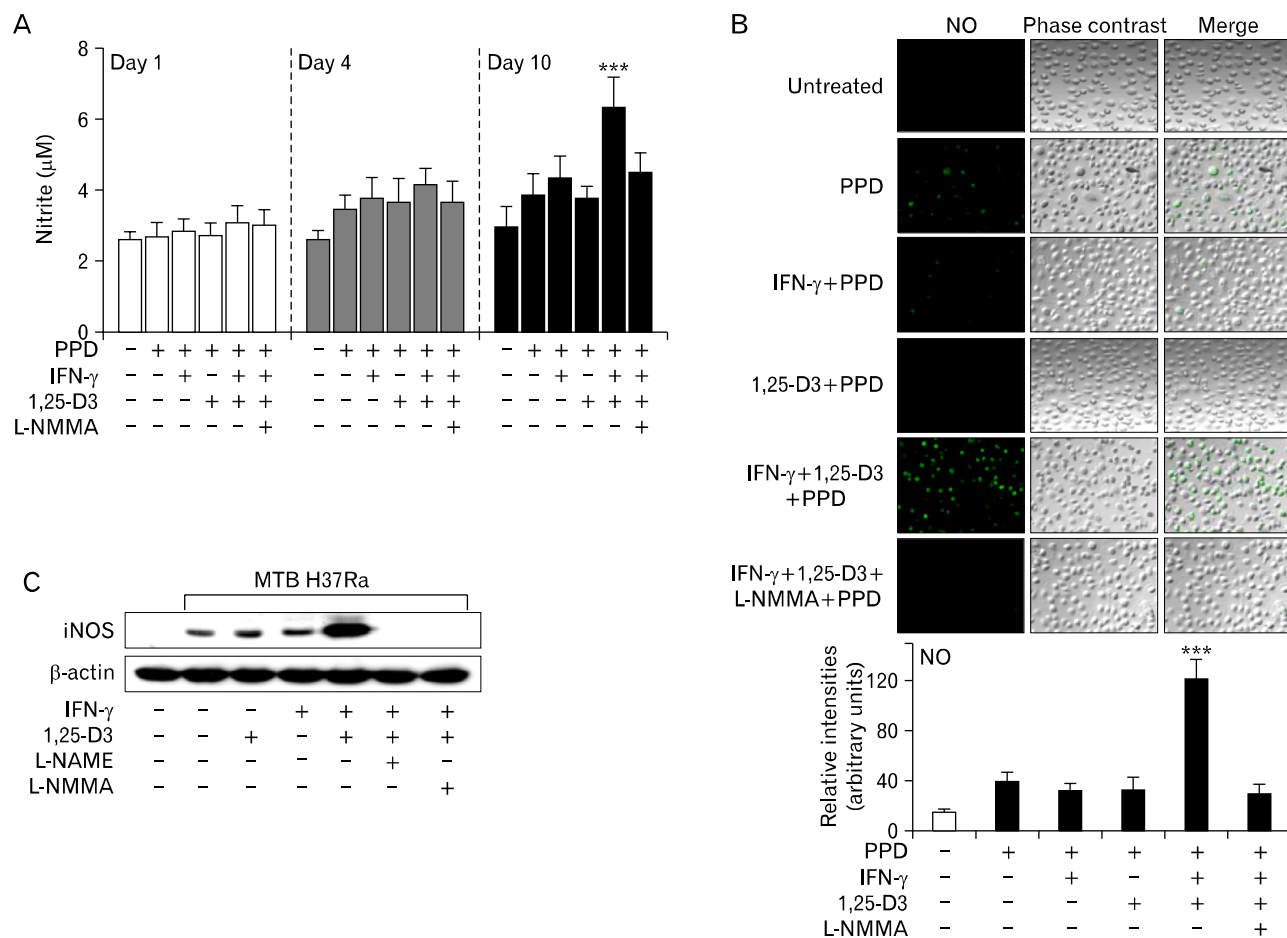 A
8
6
4
2
0
Nitrite (μM)
Day 1
Day 4
Day 10
***
PPD − + + + + + − + + + + + − + + + + +
IFN-γ − − + − + + − − + − + + − − + − + +
1,25-D3 − − − + + + − − − + + + − − − + + +
L-NMMA − − − − − + − − − − − + − − − − − +
B
NO Phase contrast Merge
Untreated
PPD
IFN-γ+PPD
1,25-D3+PPD
IFN-γ+1,25-D3
+PPD
IFN-γ+1,25-D3+
L-NMMA+PPD
NO
***
Relative intensities
(arbitrary units)
120
80
40
0
PPD − + + + + +
IFN-γ − − + − + +
1,25-D3 − − − + + +
L-NMMA − − − − − +
C
MTB H37Ra
iNOS
β-actin
IFN-γ − − − + + + +
1,25-D3 − − + − + + +
L-NAME − − − − − + −
L-NMMA − − − − − − +